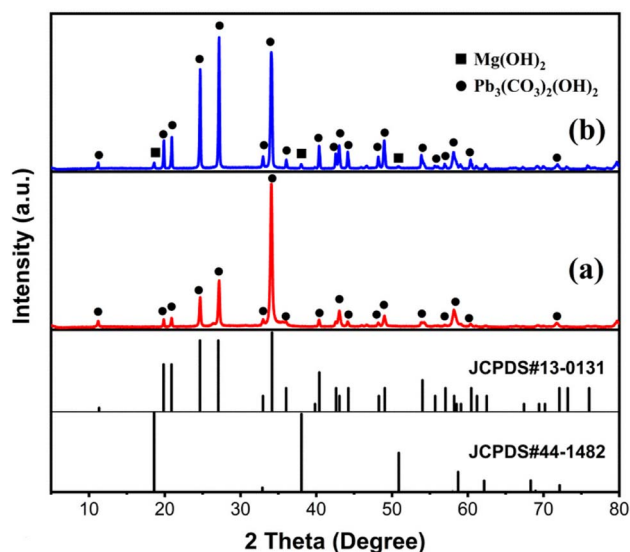 ■ Mg(OH)₂
● Pb₃(CO₃)₂(OH)₂
(b)
(a)
JCPDS#13-0131
JCPDS#44-1482
Intensity (a.u.)
10 20 30 40 50 60 70 80
2 Theta (Degree)